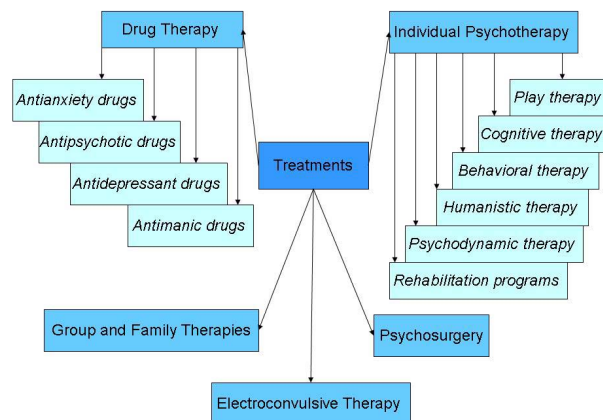 Drug Therapy
Individual Psychotherapy
Antianxiety drugs
Antipsychotic drugs
Antidepressant drugs
Antimanic drugs
Treatments
Play therapy
Cognitive therapy
Behavioral therapy
Humanistic therapy
Psychodynamic therapy
Rehabilitation programs
Group and Family Therapies
Psychosurgery
Electroconvulsive Therapy